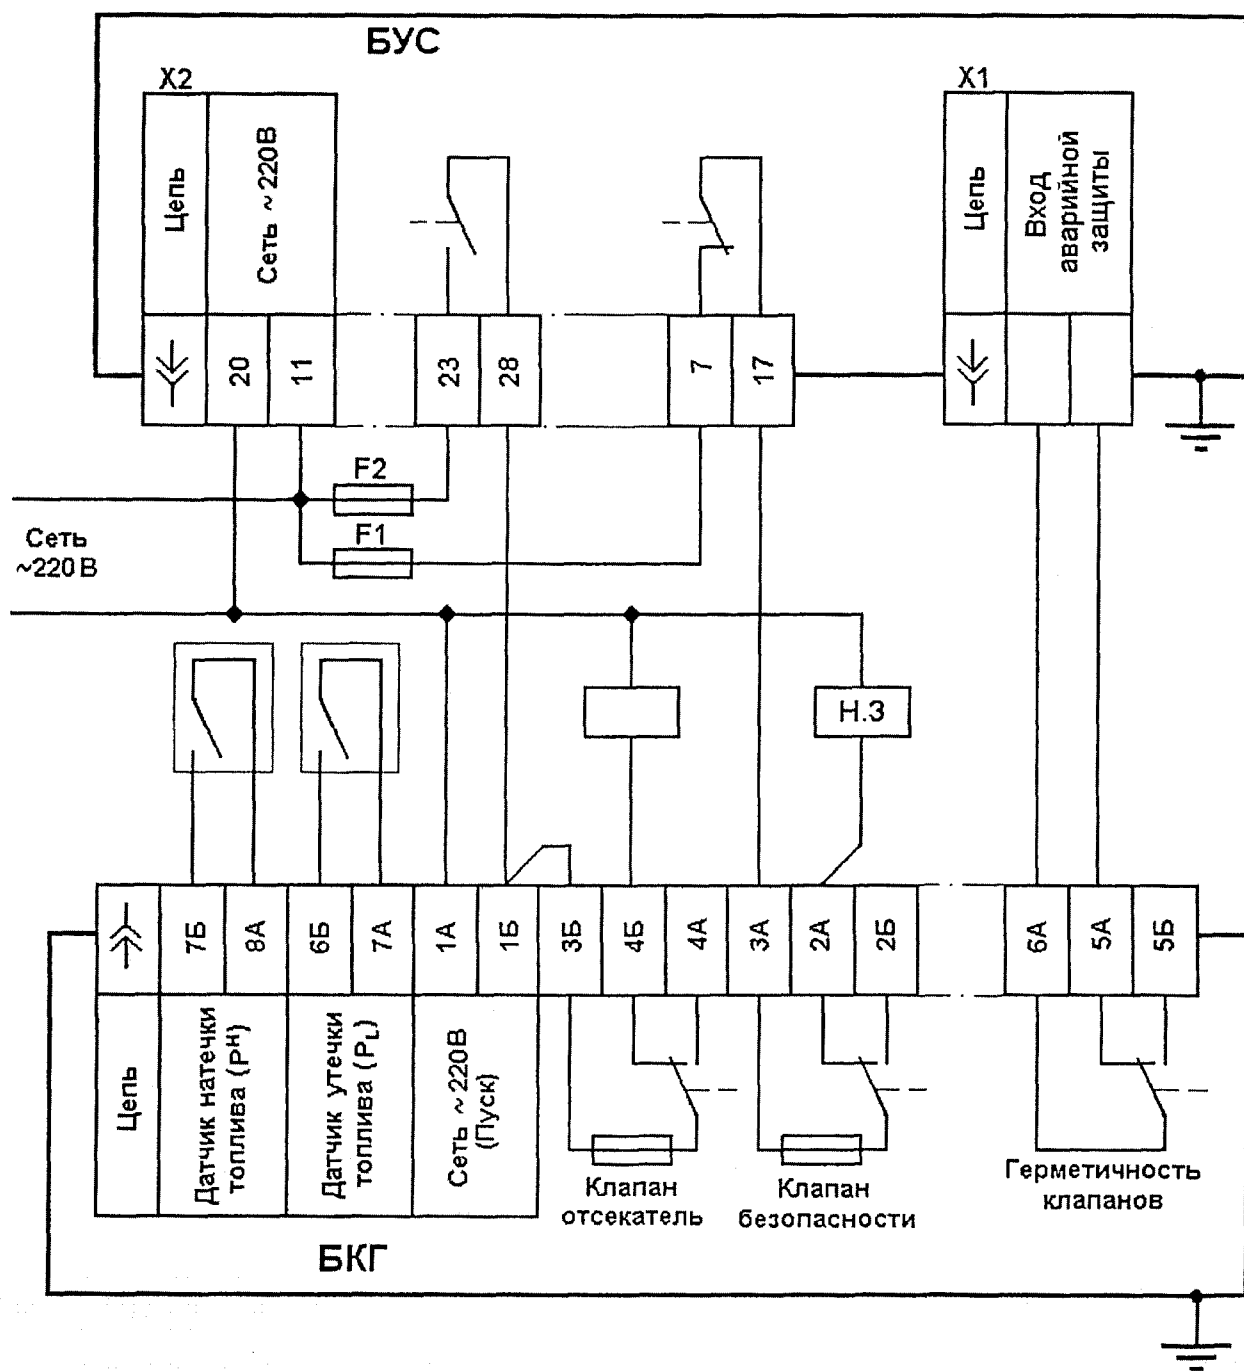 БУС
X2
X1
Цепь
Сеть ~220В
Цепь
Вход
аварийной
защиты
20
11
23
28
7
17
F2
F1
Сеть
~220В
Н.З
7Б
8А
6Б
7А
1А
1Б
3Б
4Б
4А
3А
2А
2Б
6А
5А
5Б
Цепь
Датчик натечки
топлива (Pᴴ)
Датчик утечки
топлива (P_L)
Сеть ~220В
(Пуск)
Клапан
отсекатель
Клапан
безопасности
Герметичность
клапанов
БКГ